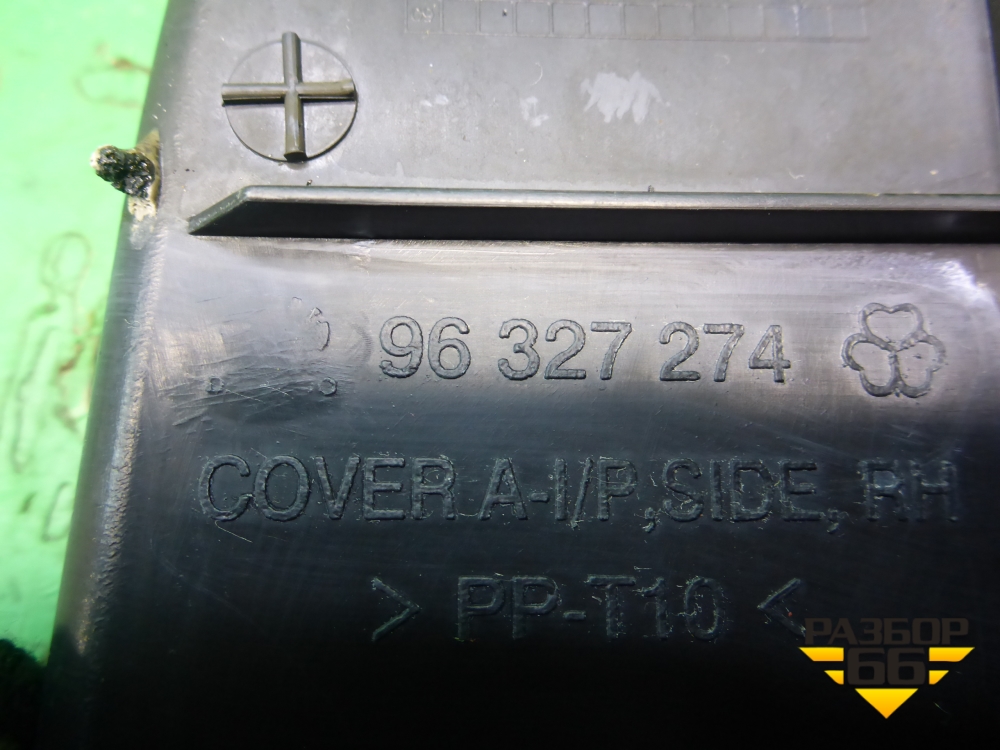 96 327 274
COVER A-I/P,SIDE, RH
> PP-T10 <
РАЗБОР
66